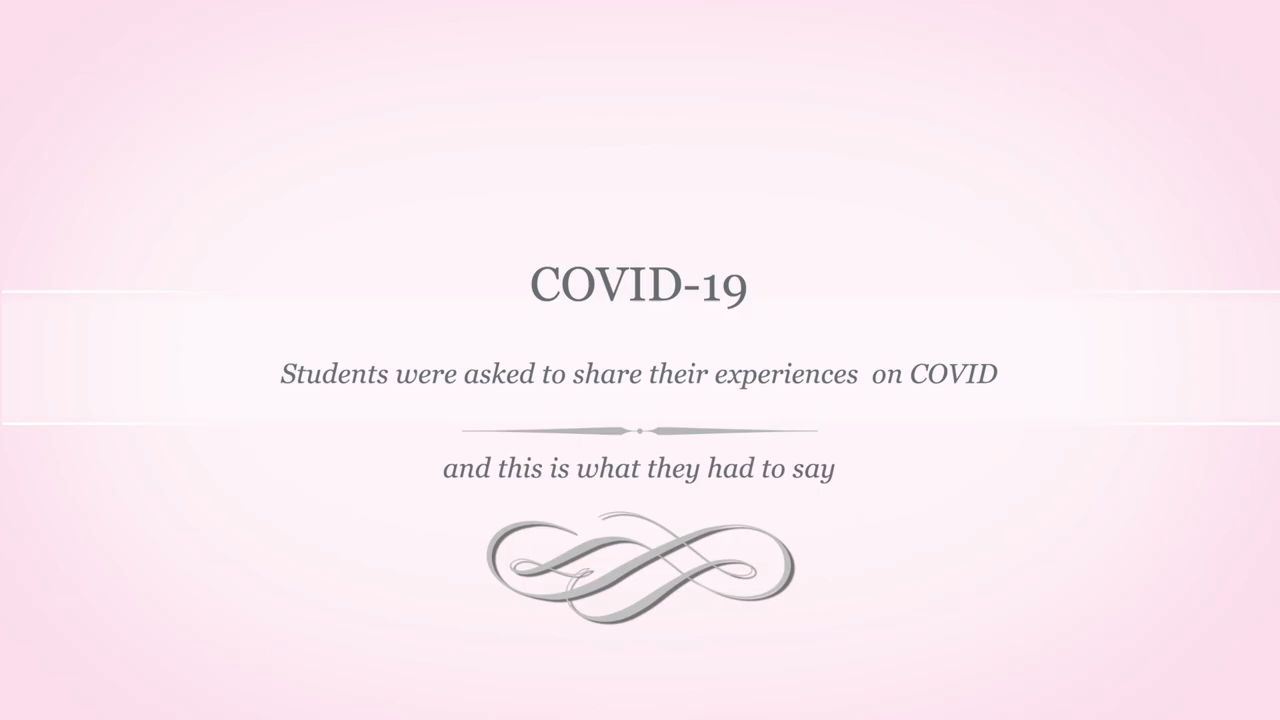 COVID-19
Students were asked to share their experiences  on COVID
and this is what they had to say